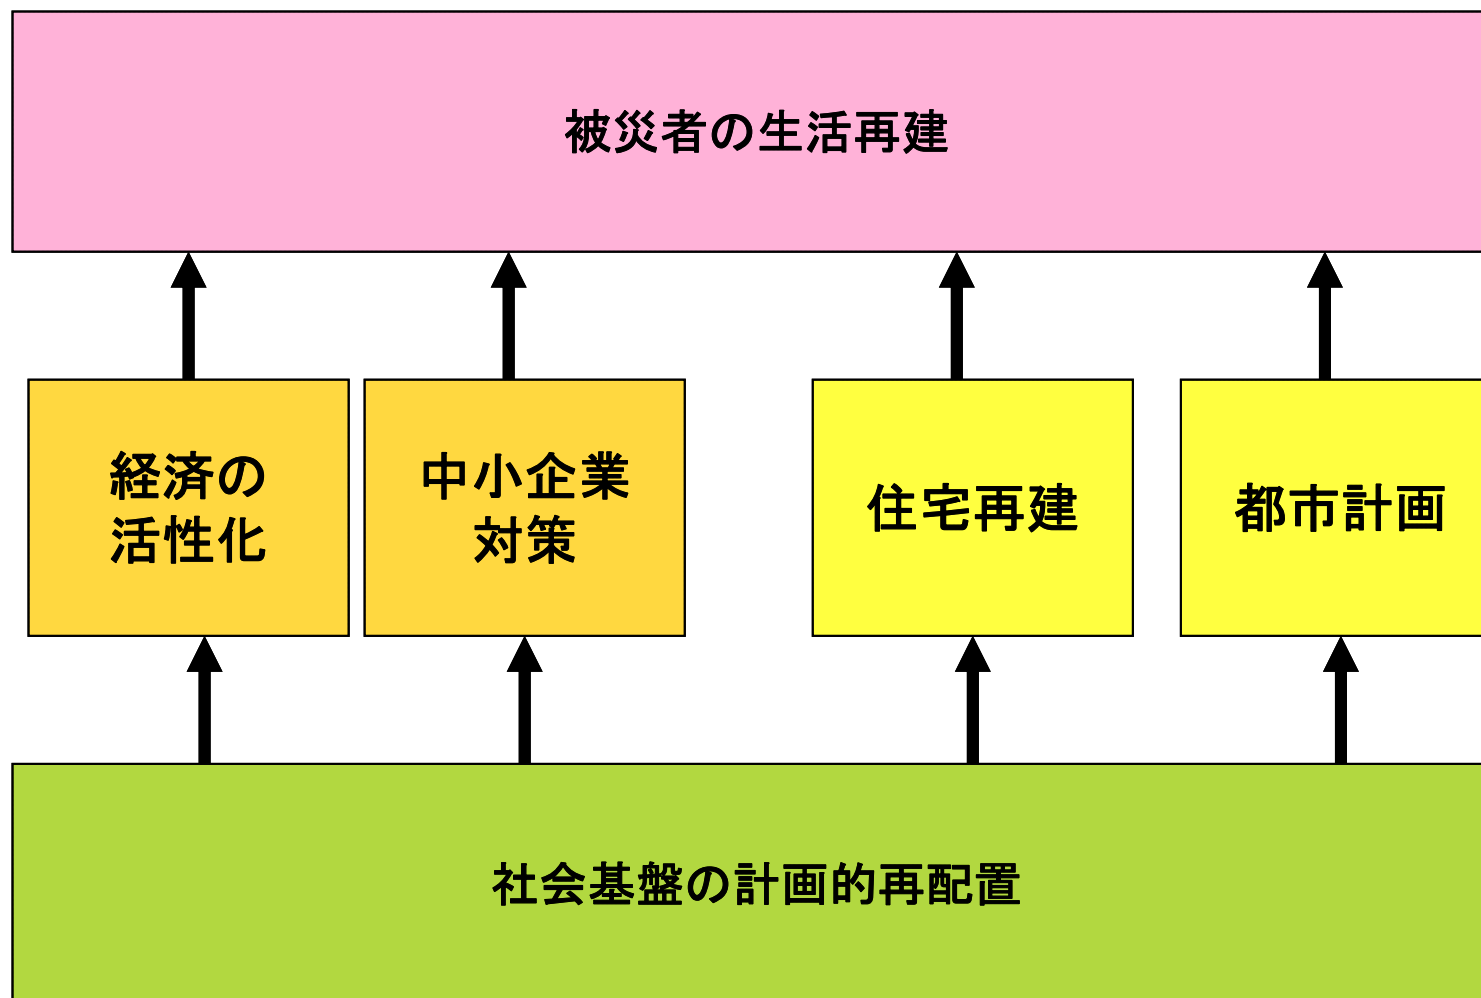 被災者の生活再建
経済の
活性化
中小企業
対策
住宅再建
都市計画
社会基盤の計画的再配置